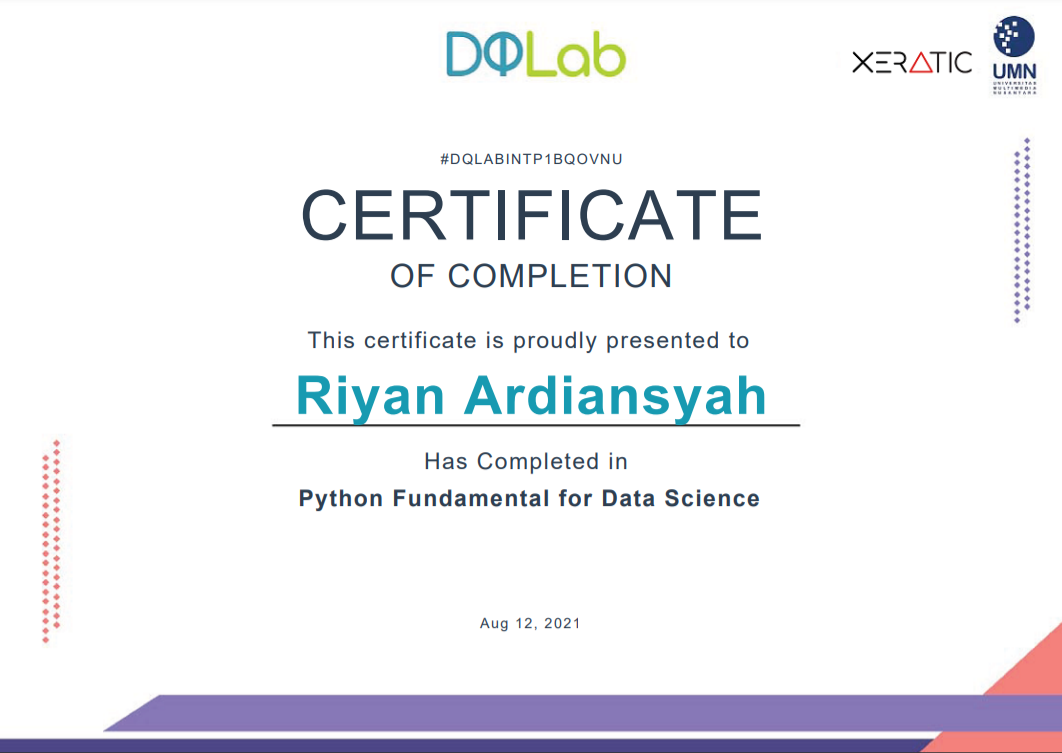 DQLab
XERATIC
UMN
UNIVERSITAS
MULTIMEDIA
NUSANTARA
#DQLABINTP1BQOVNU
CERTIFICATE
OF COMPLETION
This certificate is proudly presented to
Riyan Ardiansyah
Has Completed in
Python Fundamental for Data Science
Aug 12, 2021